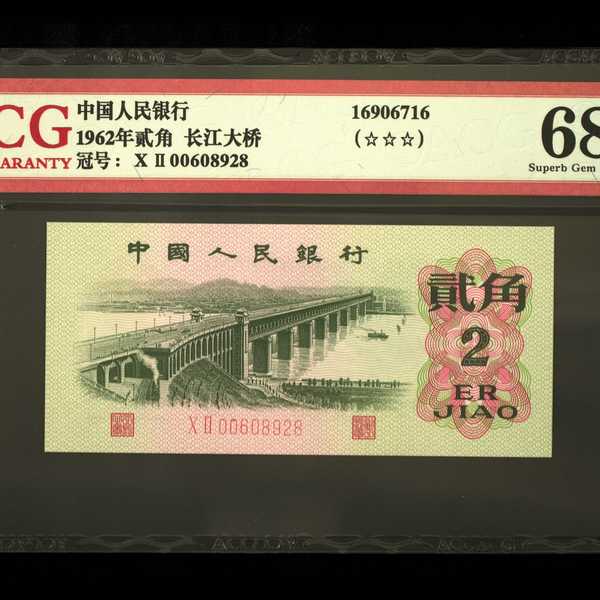 CG
ARANTY
中国人民银行
1962年贰角 长江大桥
冠号: X Ⅱ 00608928
16906716
(☆☆☆)
68
Superb Gem
中國人民銀行
貳角
2
ER
JIAO
X Ⅱ 00608928